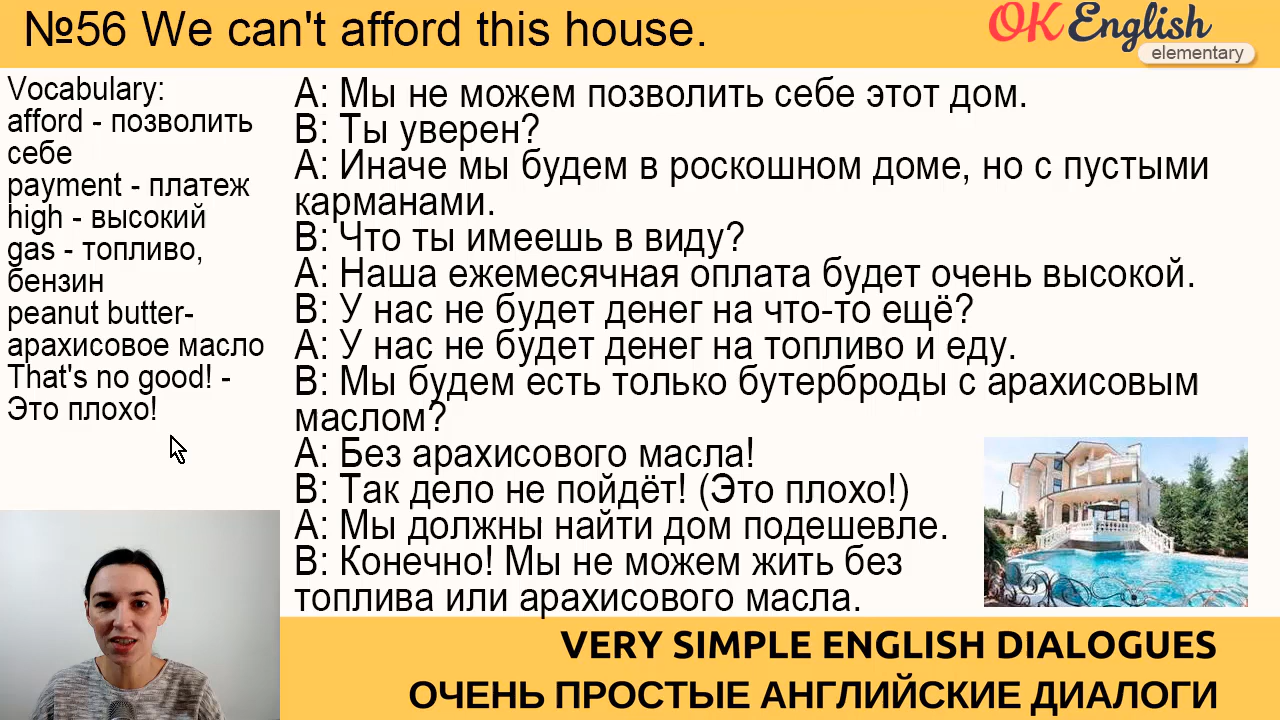 №56 We can't afford this house.
OK English
elementary
Vocabulary:
afford - позволить
себе
payment - платеж
high - высокий
gas - топливо,
бензин
peanut butter-
арахисовое масло
That's no good! -
Это плохо!
A: Мы не можем позволить себе этот дом.
B: Ты уверен?
A: Иначе мы будем в роскошном доме, но с пустыми
карманами.
B: Что ты имеешь в виду?
A: Наша ежемесячная оплата будет очень высокой.
B: У нас не будет денег на что-то ещё?
A: У нас не будет денег на топливо и еду.
B: Мы будем есть только бутерброды с арахисовым
маслом?
A: Без арахисового масла!
B: Так дело не пойдёт! (Это плохо!)
A: Мы должны найти дом подешевле.
B: Конечно! Мы не можем жить без
топлива или арахисового масла.
VERY SIMPLE ENGLISH DIALOGUES
ОЧЕНЬ ПРОСТЫЕ АНГЛИЙСКИЕ ДИАЛОГИ